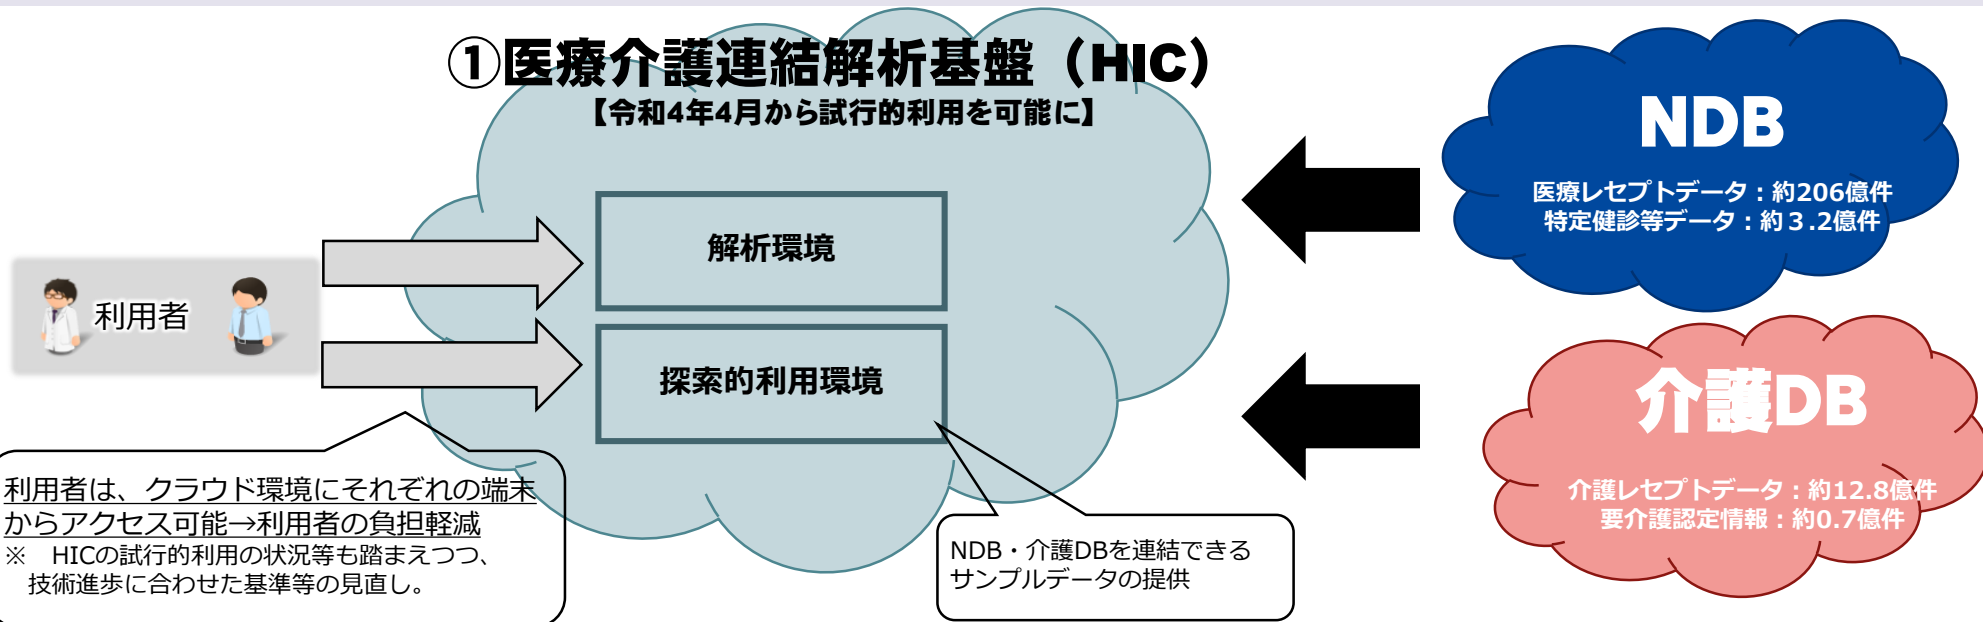 ①医療介護連結解析基盤（HIC）
【令和4年4月から試行的利用を可能に】
解析環境
探索的利用環境
利用者
利用者は、クラウド環境にそれぞれの端末
からアクセス可能→利用者の負担軽減
※　HICの試行的利用の状況等も踏まえつつ、
技術進歩に合わせた基準等の見直し。
NDB・介護DBを連結できる
サンプルデータの提供
NDB
医療レセプトデータ：約206億件
特定健診等データ：約３.2億件
介護DB
介護レセプトデータ：約12.8億件
要介護認定情報：約0.7億件